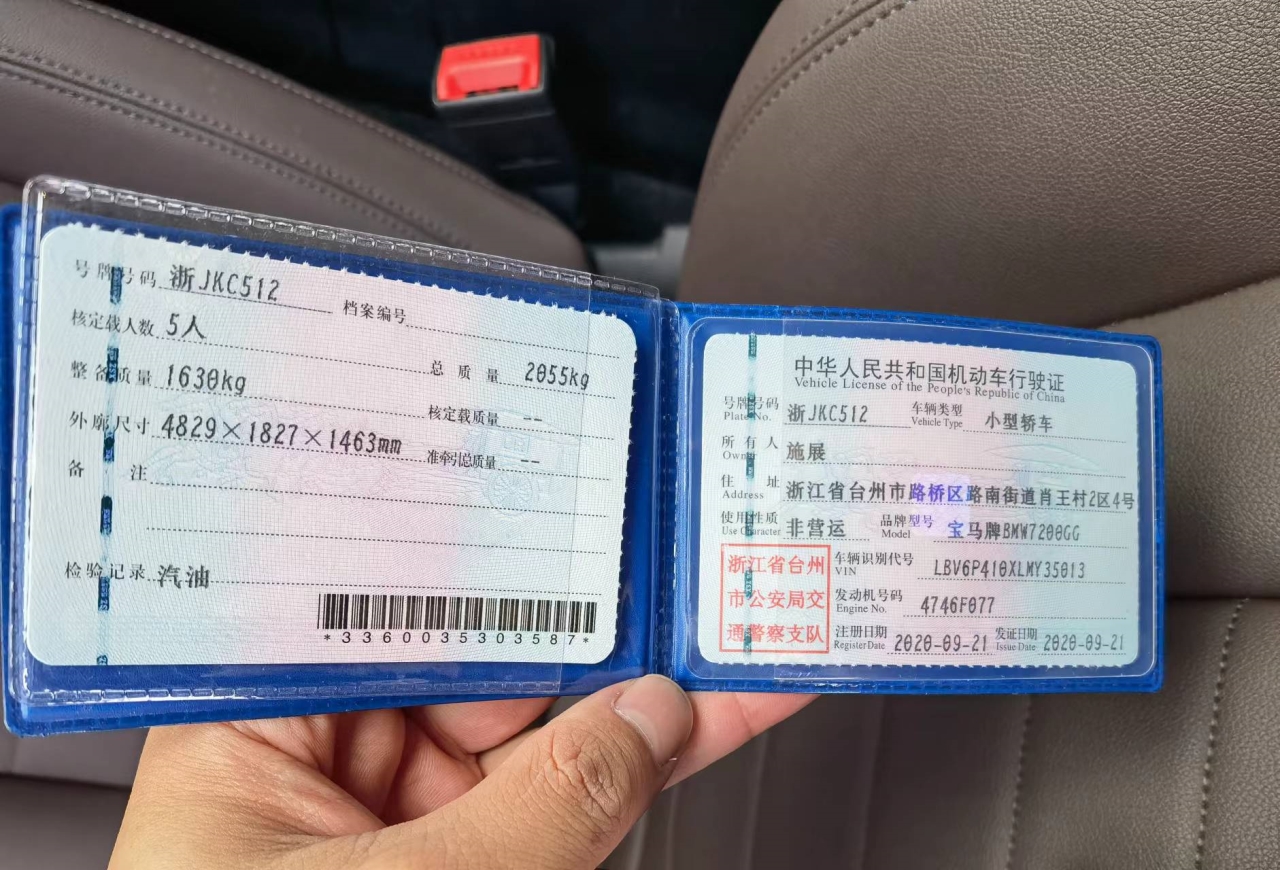 号牌号码 浙JKC512 档案编号
核定载人数 5人
整备质量 1630kg 总质量 2055kg
外廓尺寸 4829×1827×1463mm 核定载质量 --
备注 准牵引总质量 --
检验记录 汽油
*3360035303587*
中华人民共和国机动车行驶证
Vehicle License of the People's Republic of China
号牌号码 浙JKC512 车辆类型 小型轿车
Plate No. Vehicle Type
所有人 施展
Owner
住址 浙江省台州市路桥区路南街道肖王村2区4号
Address
使用性质 非营运 品牌型号 宝马牌BMW7200GG
Use Character Model
浙江省台州
市公安局交
通警察支队
车辆识别代号 LBV6P410XLMY35013
VIN
发动机号码 4746F077
Engine No.
注册日期 2020-09-21 发证日期 2020-09-21
Register Date Issue Date